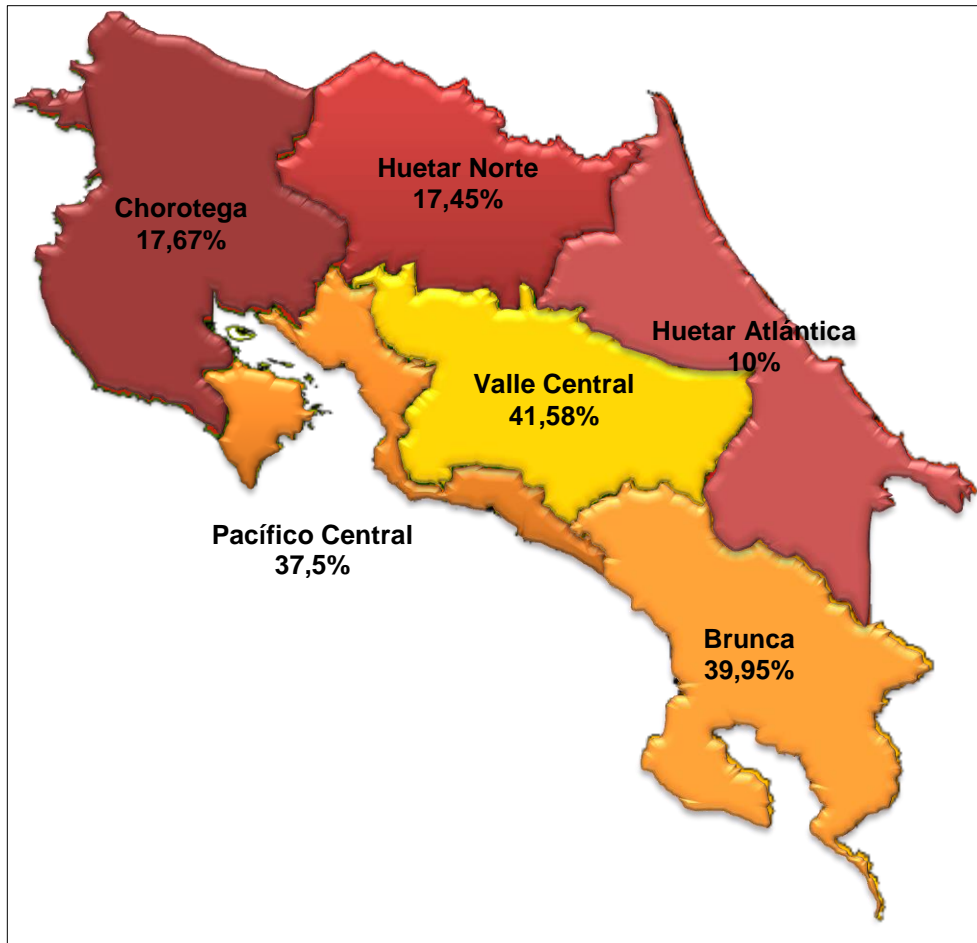 Huetar Norte
17,45%
Chorotega
17,67%
Huetar Atlántica
10%
Valle Central
41,58%
Pacífico Central
37,5%
Brunca
39,95%